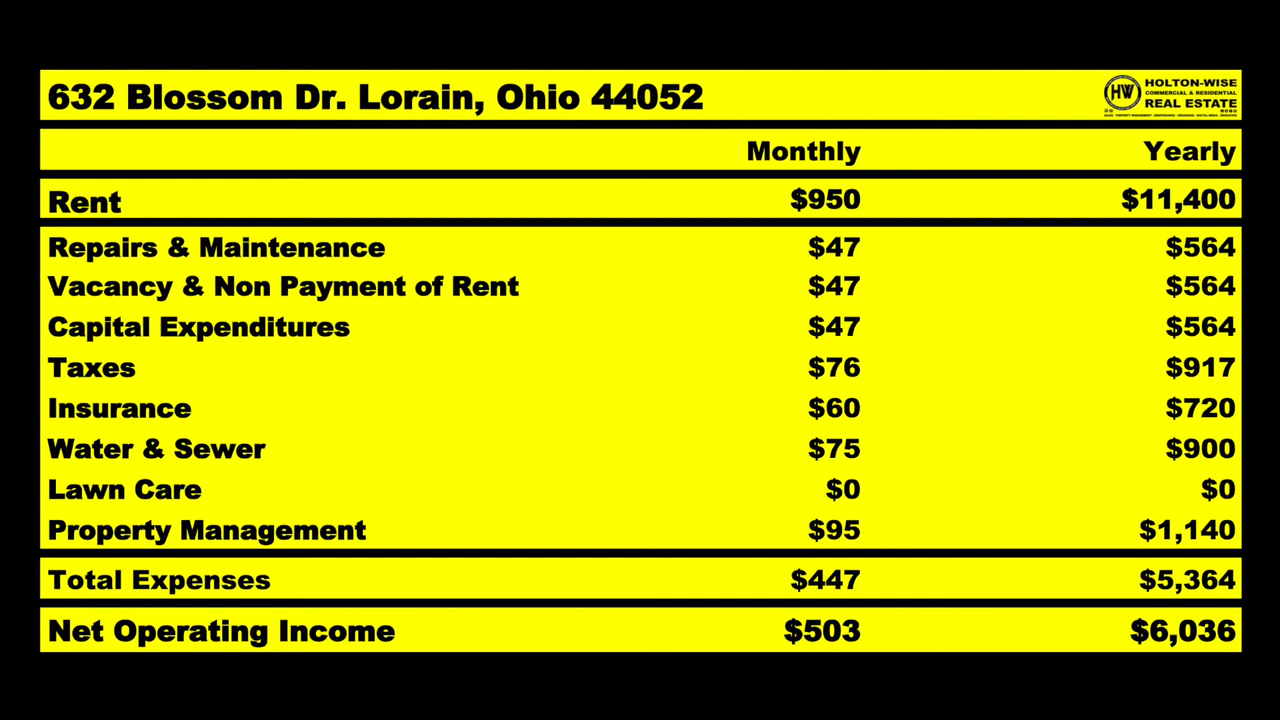 632 Blossom Dr. Lorain, Ohio 44052
HW
HOLTON-WISE
COMMERCIAL & RESIDENTIAL
REAL ESTATE
Monthly Yearly
Rent $950 $11,400
Repairs & Maintenance $47 $564
Vacancy & Non Payment of Rent $47 $564
Capital Expenditures $47 $564
Taxes $76 $917
Insurance $60 $720
Water & Sewer $75 $900
Lawn Care $0 $0
Property Management $95 $1,140
Total Expenses $447 $5,364
Net Operating Income $503 $6,036